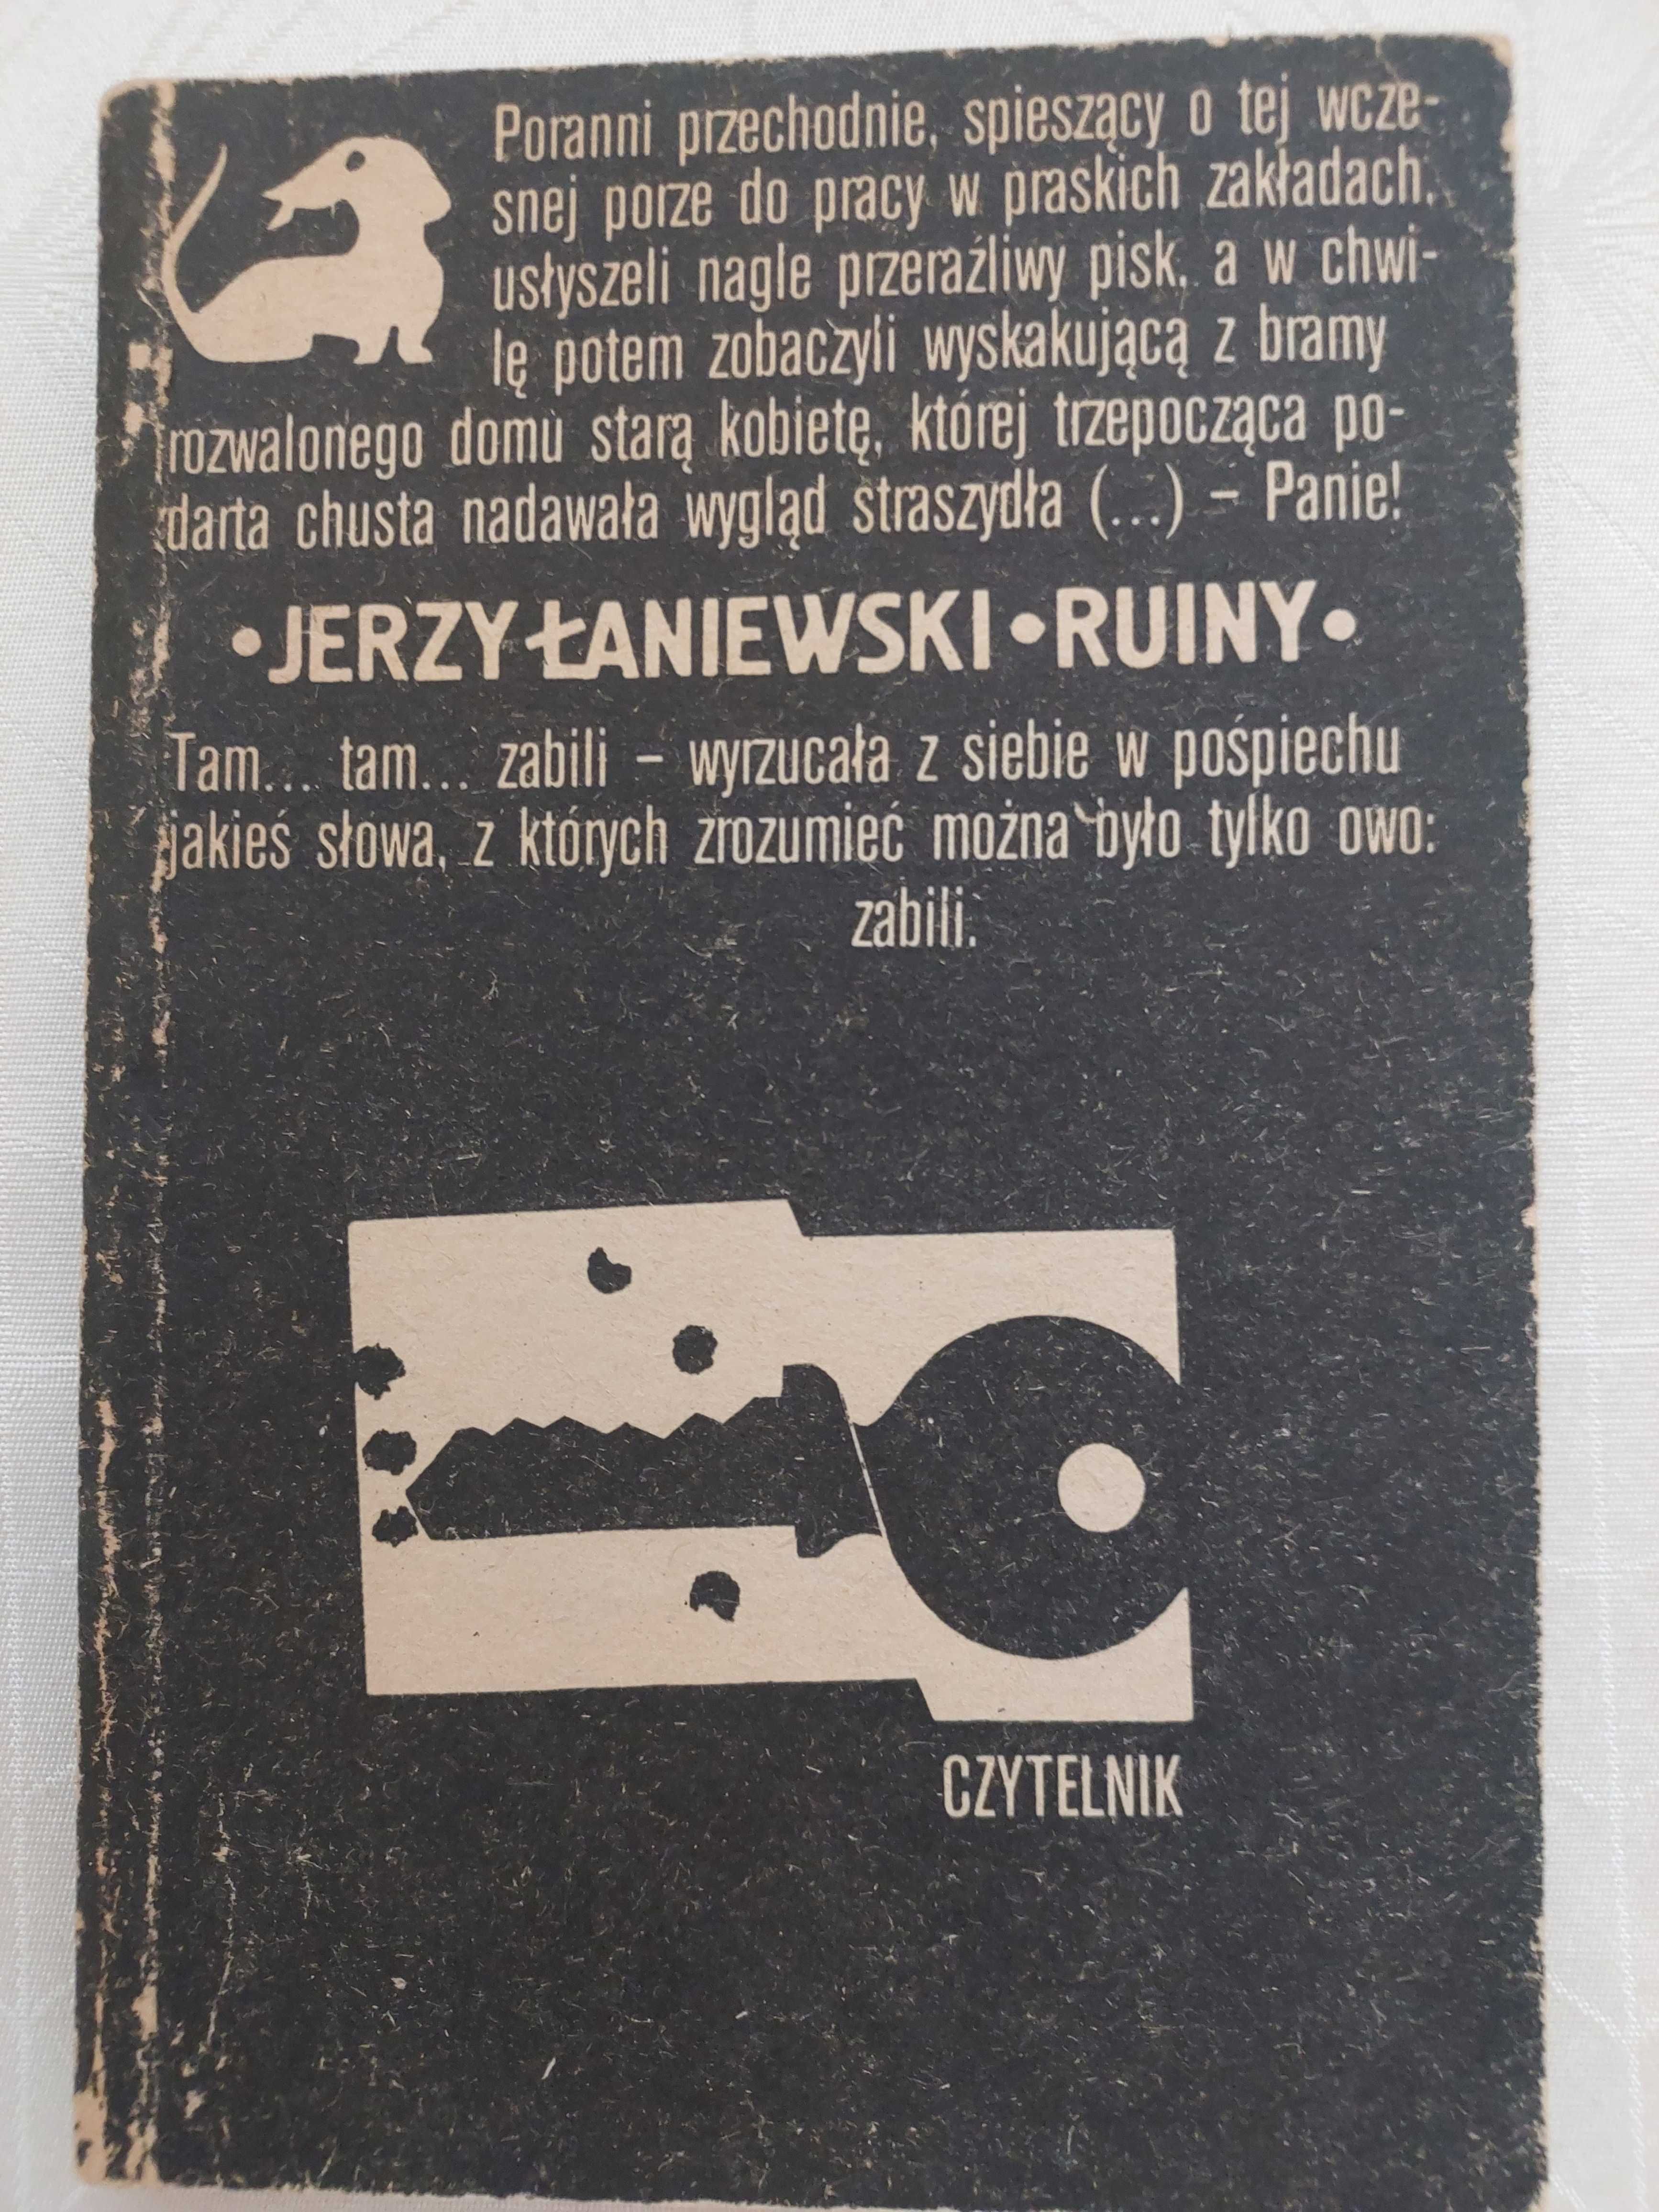 Poranni przechodnie, spieszący o tej wcze-
snej porze do pracy w praskich zakładach,
usłyszeli nagle przeraźliwy pisk, a w chwi-
lę potem zobaczyli wyskakującą z bramy
rozwalonego domu starą kobietę, której trzepocząca po-
darta chusta nadawała wygląd straszydła (...) – Panie!
•JERZY ŁANIEWSKI•RUINY•
Tam... tam... zabili – wyrzucała z siebie w pośpiechu
jakieś słowa, z których zrozumieć można było tylko owo:
zabili.
CZYTELNIK